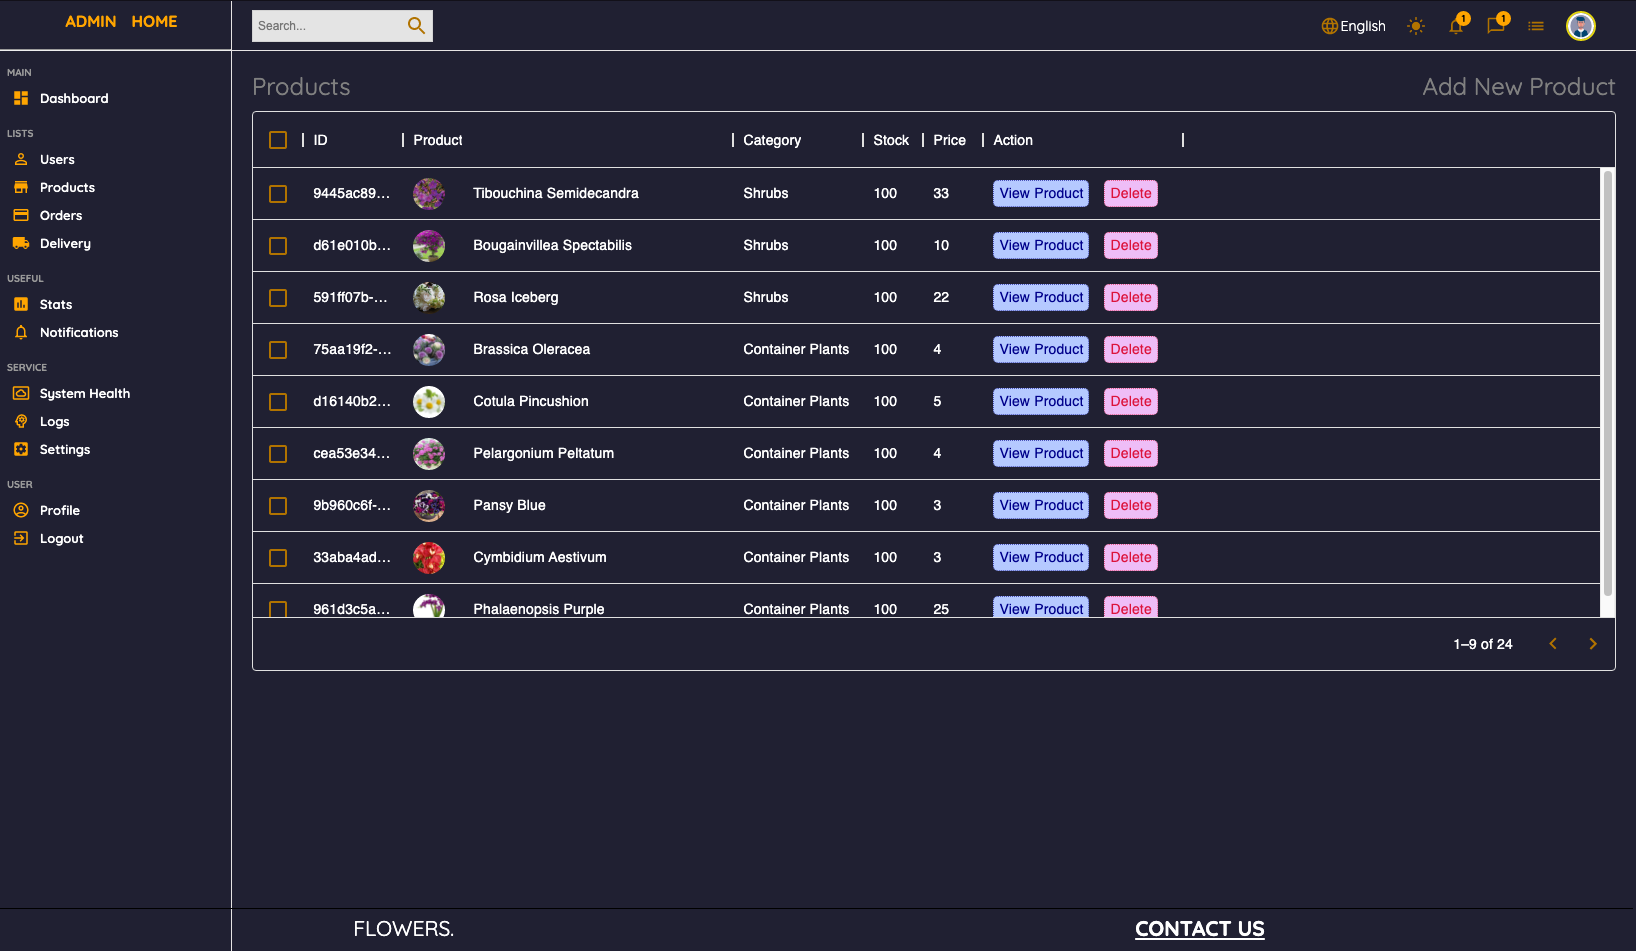 ADMIN HOME
Search...
English
1
1
MAIN
Dashboard
LISTS
Users
Products
Orders
Delivery
USEFUL
Stats
Notifications
SERVICE
System Health
Logs
Settings
USER
Profile
Logout
Products
Add New Product
ID Product Category Stock Price Action
9445ac89... Tibouchina Semidecandra Shrubs 100 33 View Product Delete
d61e010b... Bougainvillea Spectabilis Shrubs 100 10 View Product Delete
591ff07b-... Rosa Iceberg Shrubs 100 22 View Product Delete
75aa19f2-... Brassica Oleracea Container Plants 100 4 View Product Delete
d16140b2... Cotula Pincushion Container Plants 100 5 View Product Delete
cea53e34... Pelargonium Peltatum Container Plants 100 4 View Product Delete
9b960c6f-... Pansy Blue Container Plants 100 3 View Product Delete
33aba4ad... Cymbidium Aestivum Container Plants 100 3 View Product Delete
961d3c5a... Phalaenopsis Purple Container Plants 100 25 View Product Delete
1–9 of 24
FLOWERS.
CONTACT US